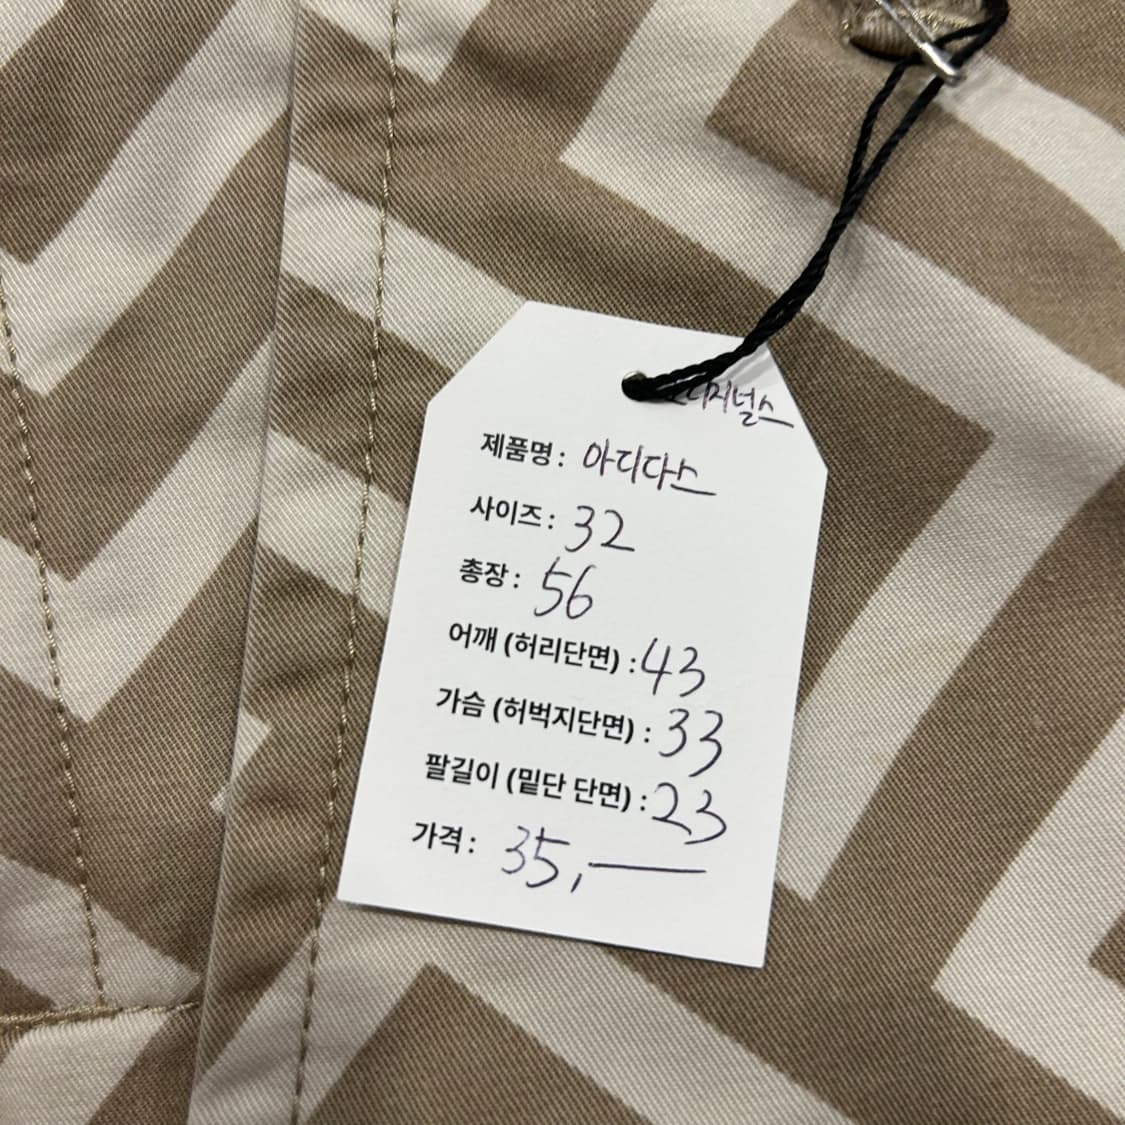 오리지널스
제품명 : 아디다스
사이즈 : 32
총장 : 56
어깨 (허리단면) : 43
가슴 (허벅지단면) : 33
팔길이 (밑단 단면) : 23
가격 : 35,—